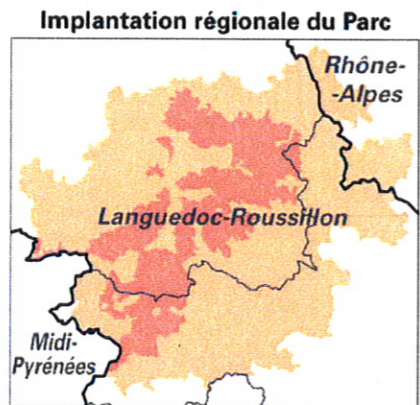 Implantation régionale du Parc
Rhône-
-Alpes
Languedoc-Roussillon
Midi-
Pyrénées